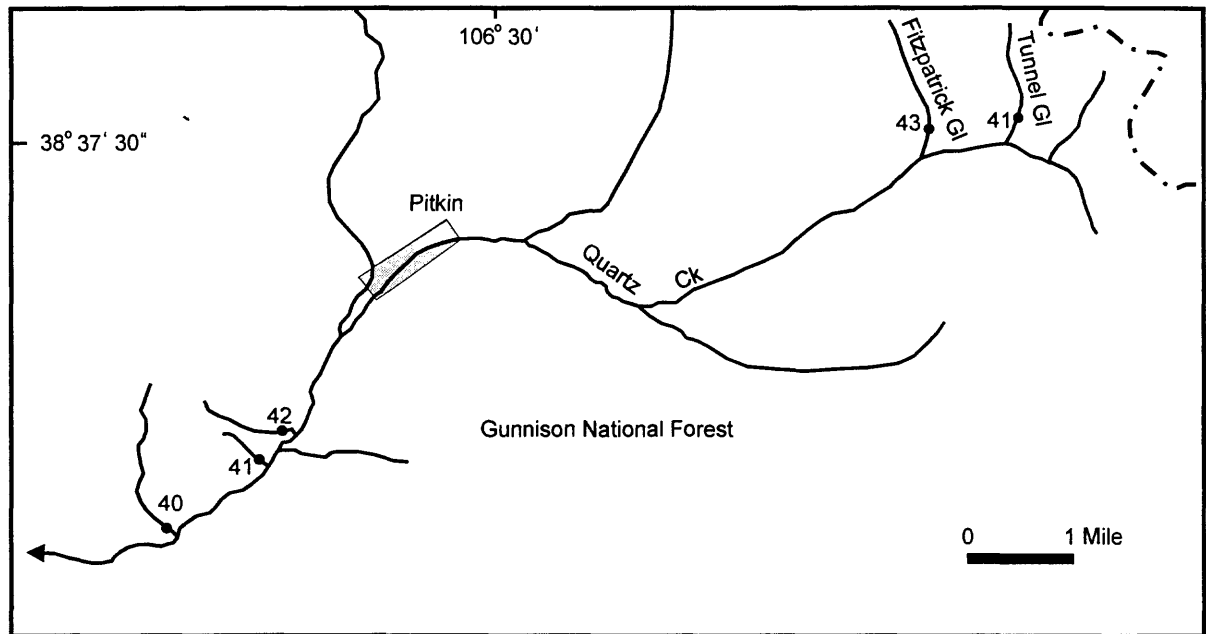 106° 30‘
Fitzpatrick Gl
Tunnel Gl
43
41
38° 37‘ 30“
Pitkin
Quartz Ck
42
Gunnison National Forest
41
40
0 1 Mile